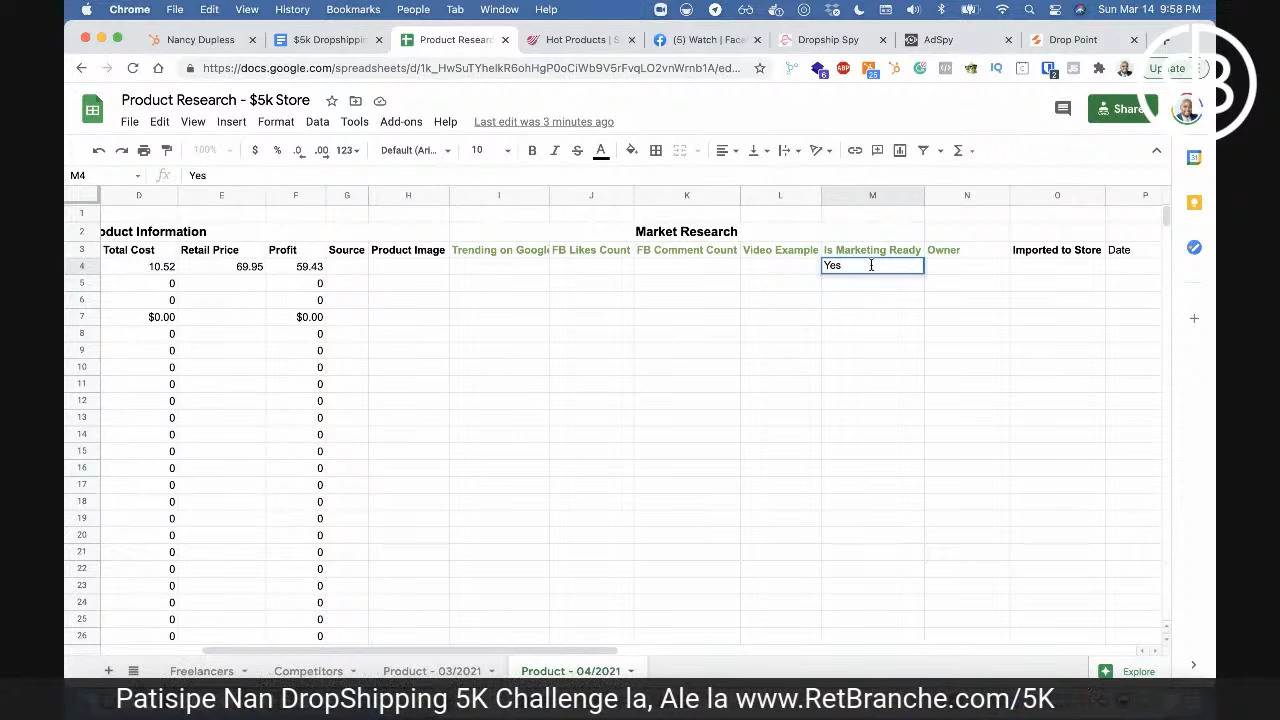 Chrome File Edit View History Bookmarks People Tab Window Help Sun Mar 14 9:58 PM
Nancy Dupless $5k Dropshippin Product Resear Hot Products | S (5) Watch | Face Dropship Spy AdSpy Drop Point
https://docs.google.com/spreadsheets/d/1k_HwSLTYhelkR6ohHgP0oCiWb9V5rFvqLO2vnWrnb1A/ed... 6 ABP 25 IQ 2 JS Update
Product Research - $5k Store
Share
File Edit View Insert Format Data Tools Add-ons Help Last edit was 3 minutes ago
100% $ % .0 .00 123 Default (Ari... 10 B I S A
M4 fx Yes
D E F G H I J K L M N O P
1
2 oduct Information Market Research
3 Total Cost Retail Price Profit Source Product Image Trending on Google FB Likes Count FB Comment Count Video Example Is Marketing Ready Owner Imported to Store Date
4 10.52 69.95 59.43 Yes
5 0 0
6 0 0
7 $0.00 $0.00
8 0 0
9 0 0
10 0 0
11 0 0
12 0 0
13 0 0
14 0 0
15 0 0
16 0 0
17 0 0
18 0 0
19 0 0
20 0 0
21 0 0
22 0 0
23 0 0
24 0 0
25 0 0
26 0 0
Freelancers Competitors Product - 03/2021 Product - 04/2021 Explore
Patisipe Nan DropShipping 5K Challenge la, Ale la www.RetBranche.com/5K